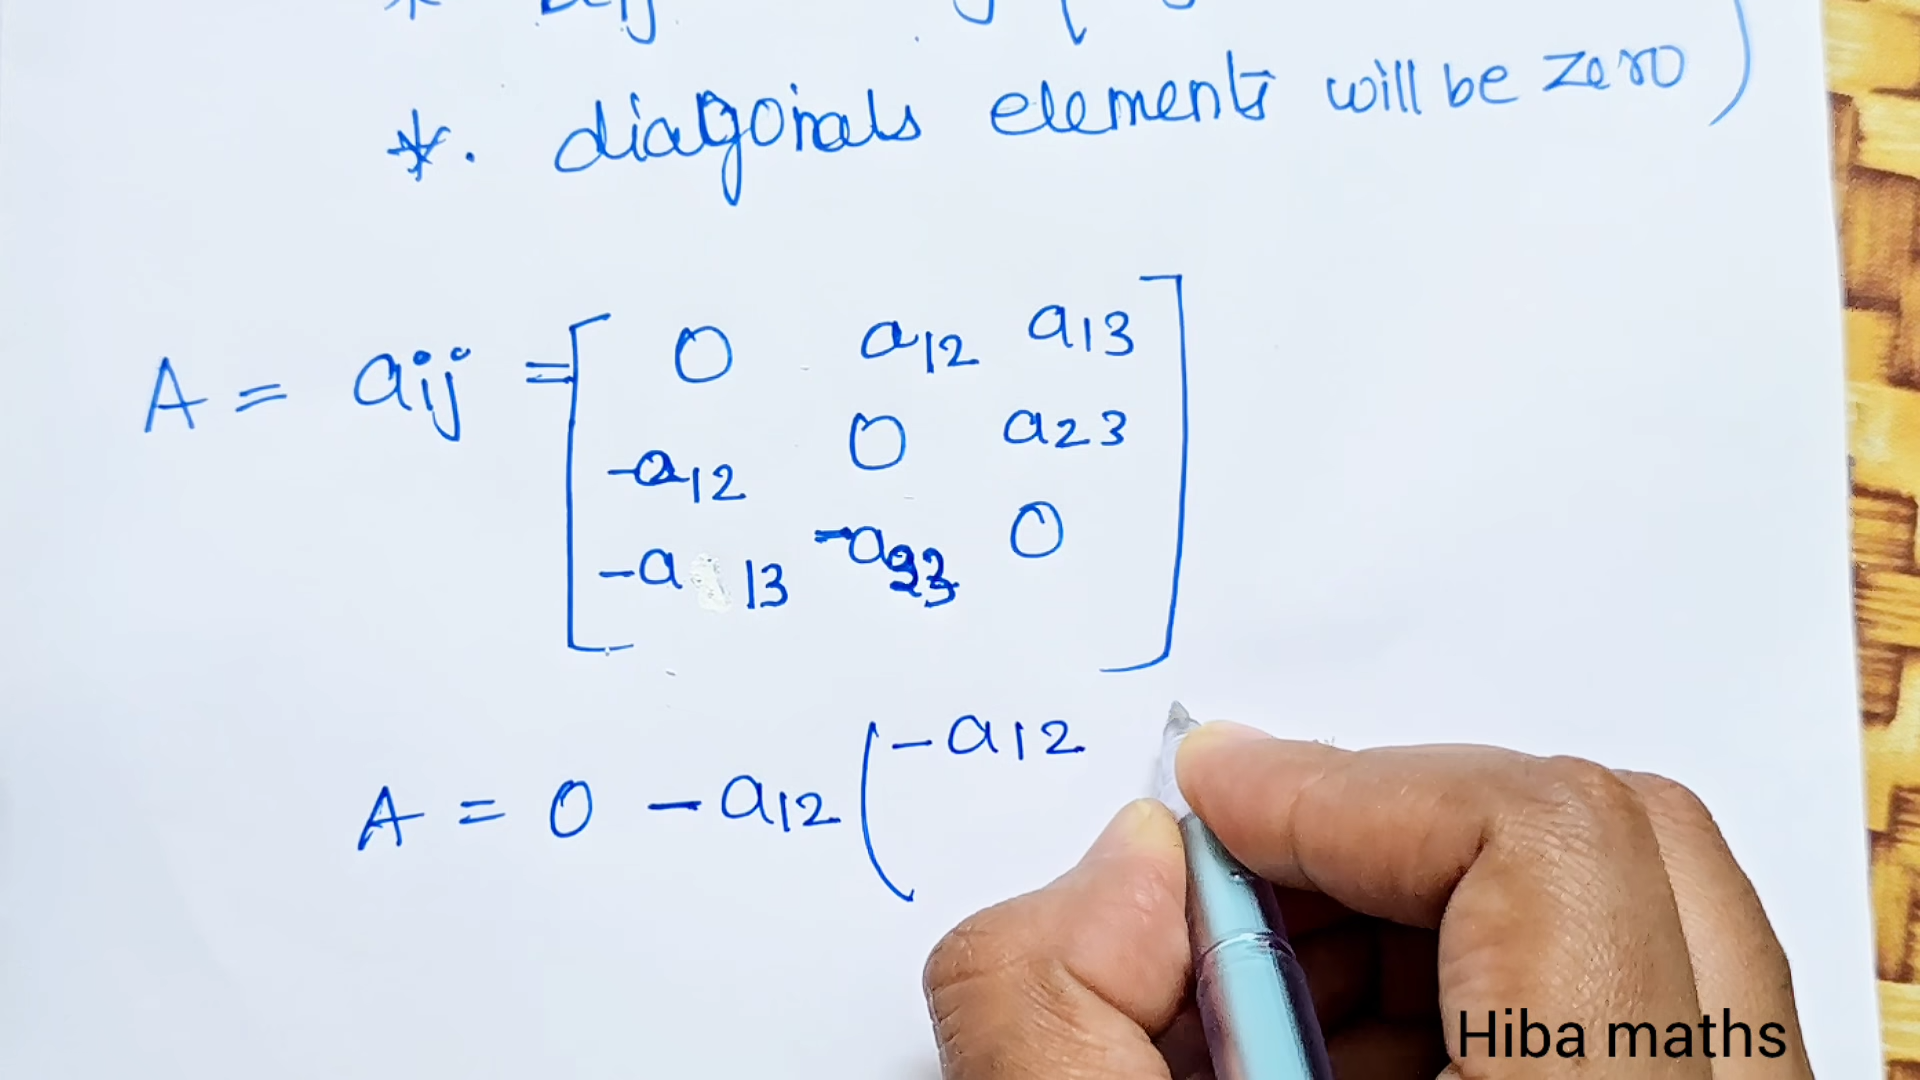 *. diagonals elements will be zero)
A = aij = [ 0 a12 a13
-a12 0 a23
-a 13 -a23 0 ]
A = 0 - a12 ( -a12
Hiba maths